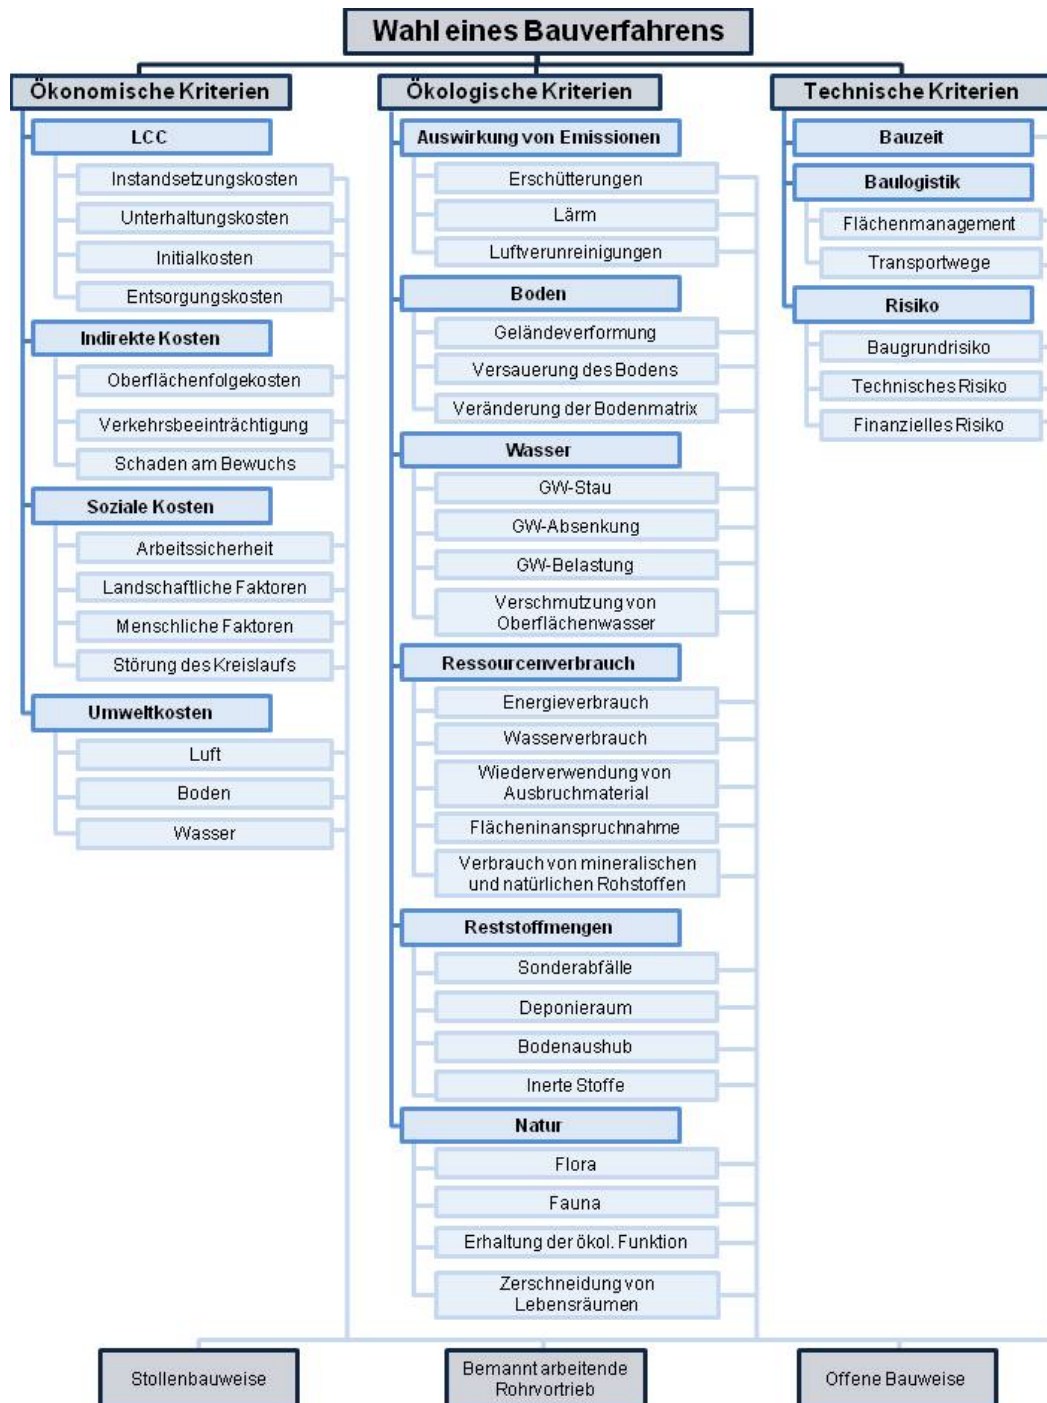 Wahl eines Bauverfahrens
Ökonomische Kriterien
LCC
Instandsetzungskosten
Unterhaltungskosten
Initialkosten
Entsorgungskosten
Indirekte Kosten
Oberflächenfolgekosten
Verkehrsbeeinträchtigung
Schaden am Bewuchs
Soziale Kosten
Arbeitssicherheit
Landschaftliche Faktoren
Menschliche Faktoren
Störung des Kreislaufs
Umweltkosten
Luft
Boden
Wasser
Ökologische Kriterien
Auswirkung von Emissionen
Erschütterungen
Lärm
Luftverunreinigungen
Boden
Geländeverformung
Versauerung des Bodens
Veränderung der Bodenmatrix
Wasser
GW-Stau
GW-Absenkung
GW-Belastung
Verschmutzung von
Oberflächenwasser
Ressourcenverbrauch
Energieverbrauch
Wasserverbrauch
Wiederverwendung von
Ausbruchmaterial
Flächeninanspruchnahme
Verbrauch von mineralischen
und natürlichen Rohstoffen
Reststoffmengen
Sonderabfälle
Deponieraum
Bodenaushub
Inerte Stoffe
Natur
Flora
Fauna
Erhaltung der ökol. Funktion
Zerschneidung von
Lebensräumen
Technische Kriterien
Bauzeit
Baulogistik
Flächenmanagement
Transportwege
Risiko
Baugrundrisiko
Technisches Risiko
Finanzielles Risiko
Stollenbauweise
Bemannt arbeitende
Rohrvortrieb
Offene Bauweise